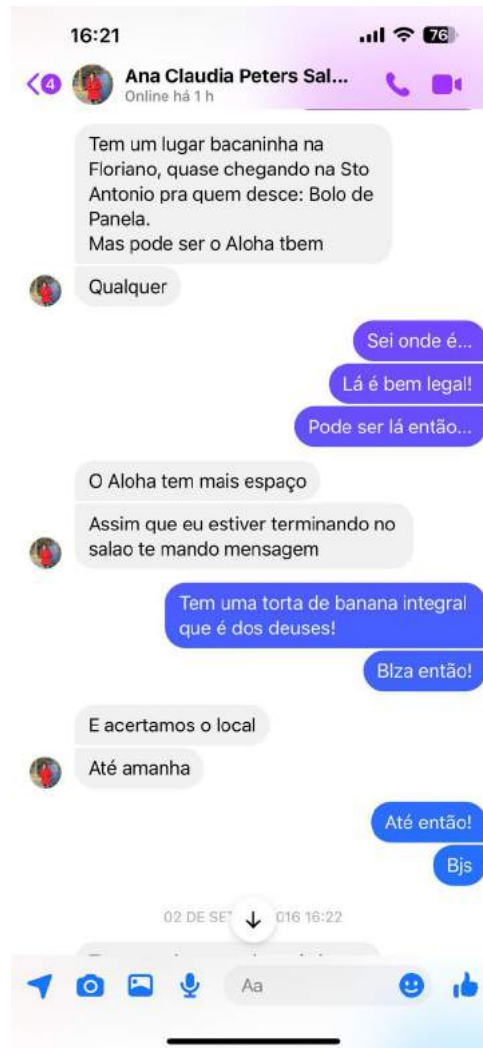 16:21
76
4
Ana Claudia Peters Sal...
Online há 1 h
Tem um lugar bacaninha na
Floriano, quase chegando na Sto
Antonio pra quem desce: Bolo de
Panela.
Mas pode ser o Aloha tbem
Qualquer
Sei onde é...
Lá é bem legal!
Pode ser lá então...
O Aloha tem mais espaço
Assim que eu estiver terminando no
salao te mando mensagem
Tem uma torta de banana integral
que é dos deuses!
Blza então!
E acertamos o local
Até amanha
Até então!
Bjs
02 DE SE 016 16:22
Aa